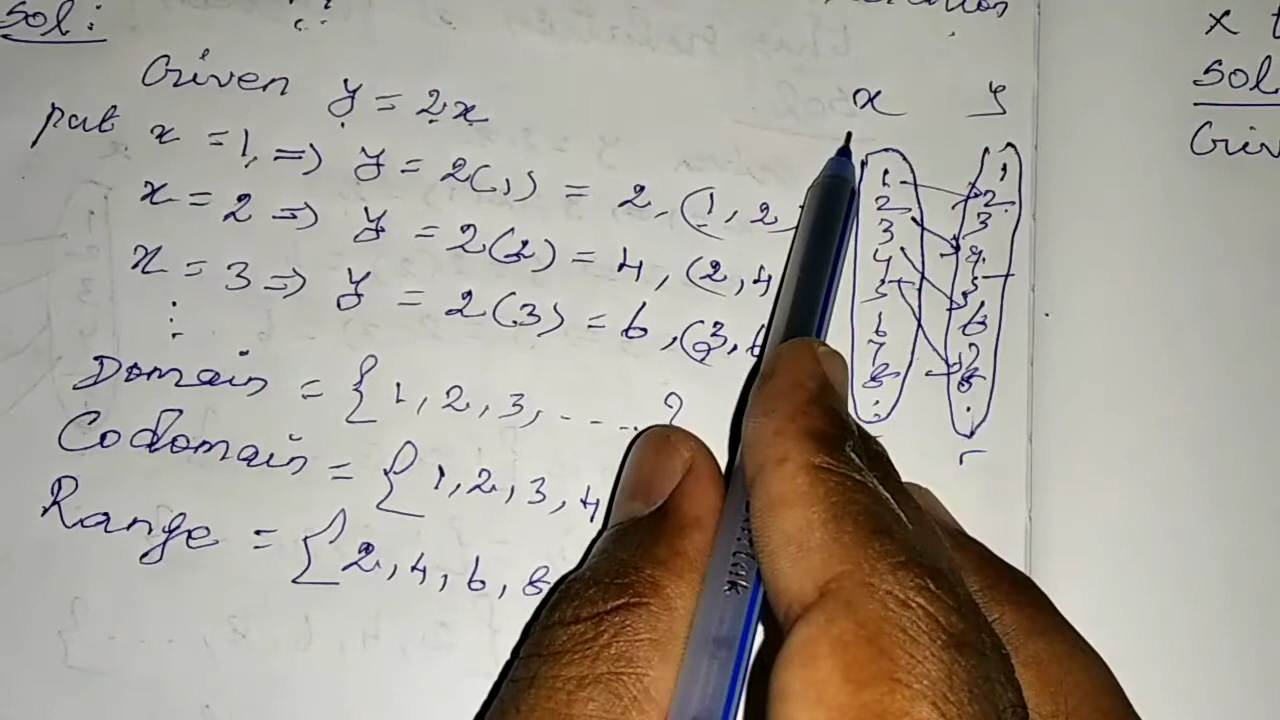 Sol:
Given y = 2x
put x = 1, => y = 2(1) = 2, (1, 2
x = 2 => y = 2(2) = 4, (2, 4
x = 3 => y = 2(3) = 6, (3, 6
⋮
Domain = {1, 2, 3, ---- }
Codomain = {1, 2, 3, 4
Range = {2, 4, 6, 8
x y
1 1
2 2
3 3
4 4
5 5
6 6
7 7
8 8
x
Sol
Giv